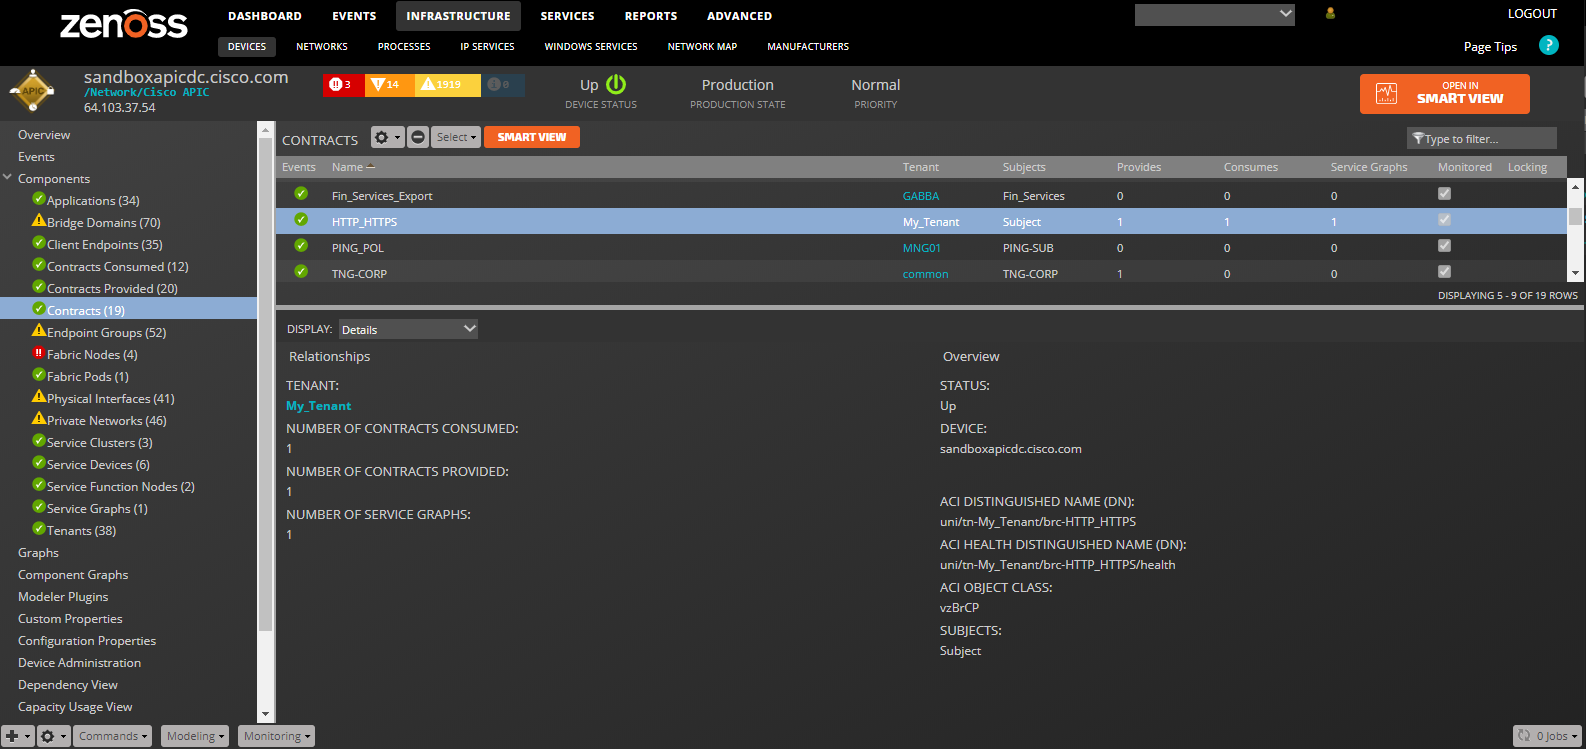 zenoss
DASHBOARD EVENTS INFRASTRUCTURE SERVICES REPORTS ADVANCED
LOGOUT
DEVICES NETWORKS PROCESSES IP SERVICES WINDOWS SERVICES NETWORK MAP MANUFACTURERS
Page Tips ?
APIC
sandboxapicdc.cisco.com
/Network/Cisco APIC
64.103.37.54
3 14 1919 0
Up Production Normal
DEVICE STATUS PRODUCTION STATE PRIORITY
OPEN IN
SMART VIEW
Overview
Events
Components
Applications (34)
Bridge Domains (70)
Client Endpoints (35)
Contracts Consumed (12)
Contracts Provided (20)
Contracts (19)
Endpoint Groups (52)
Fabric Nodes (4)
Fabric Pods (1)
Physical Interfaces (41)
Private Networks (46)
Service Clusters (3)
Service Devices (6)
Service Function Nodes (2)
Service Graphs (1)
Tenants (38)
Graphs
Component Graphs
Modeler Plugins
Custom Properties
Configuration Properties
Device Administration
Dependency View
Capacity Usage View
CONTRACTS Select SMART VIEW Type to filter...
Events Name Tenant Subjects Provides Consumes Service Graphs Monitored Locking
Fin_Services_Export GABBA Fin_Services 0 0 0
HTTP_HTTPS My_Tenant Subject 1 1 1
PING_POL MNG01 PING-SUB 0 0 0
TNG-CORP common TNG-CORP 1 0 0
DISPLAYING 5 - 9 OF 19 ROWS
DISPLAY: Details
Relationships
TENANT:
My_Tenant
NUMBER OF CONTRACTS CONSUMED:
1
NUMBER OF CONTRACTS PROVIDED:
1
NUMBER OF SERVICE GRAPHS:
1
Overview
STATUS:
Up
DEVICE:
sandboxapicdc.cisco.com
ACI DISTINGUISHED NAME (DN):
uni/tn-My_Tenant/brc-HTTP_HTTPS
ACI HEALTH DISTINGUISHED NAME (DN):
uni/tn-My_Tenant/brc-HTTP_HTTPS/health
ACI OBJECT CLASS:
vzBrCP
SUBJECTS:
Subject
Commands Modeling Monitoring 0 Jobs